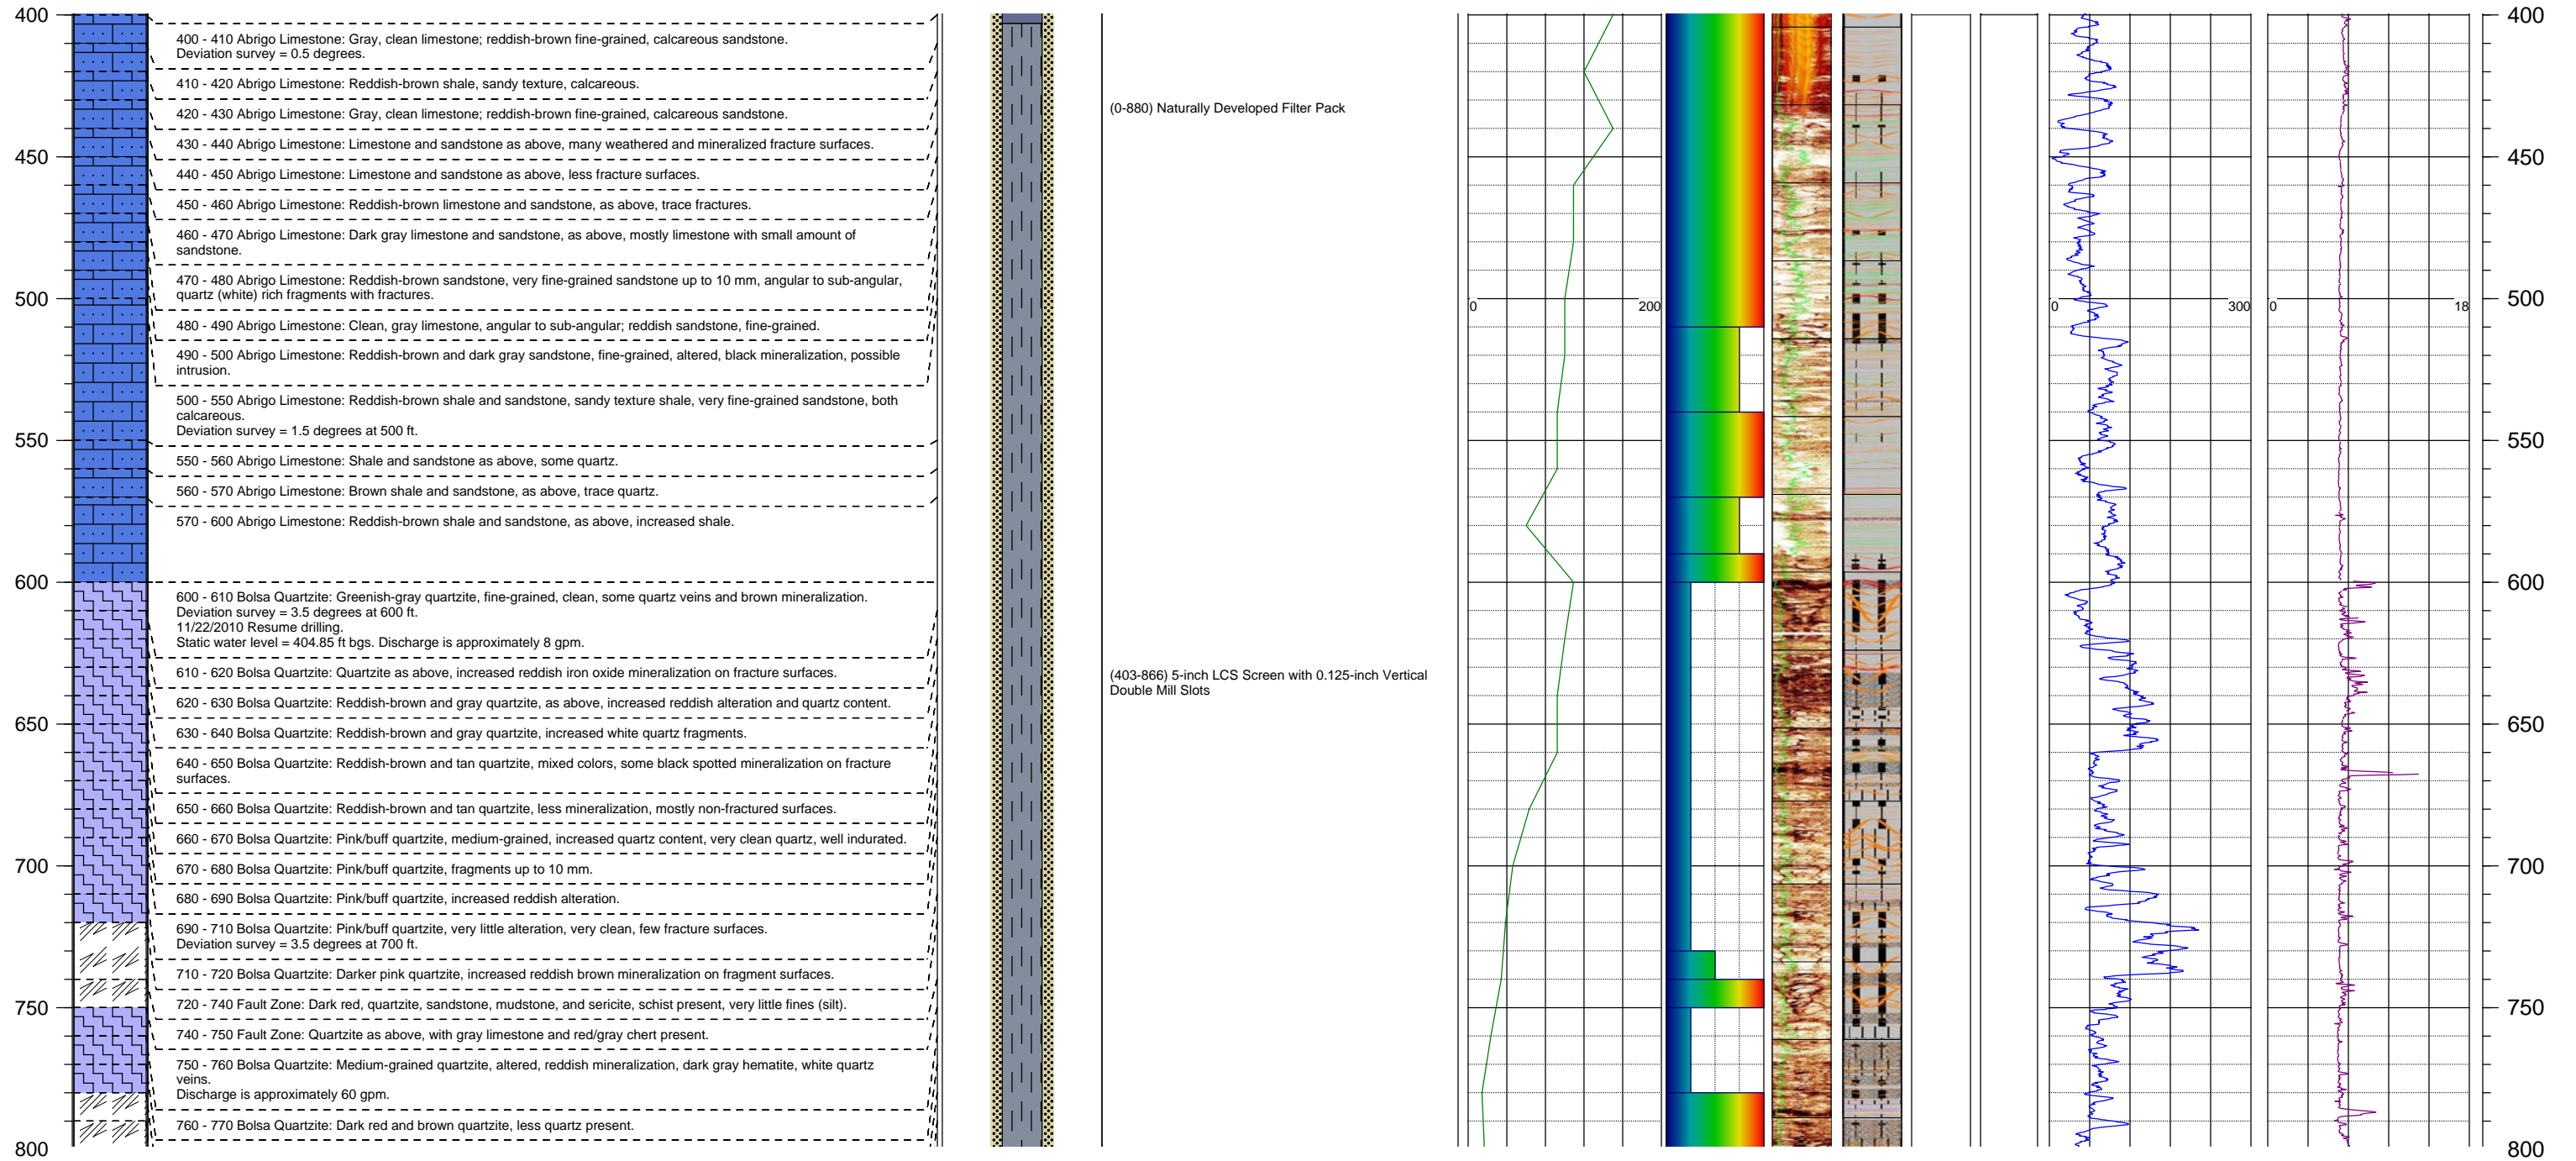 400
450
500
550
600
650
700
750
800
400 - 410 Abrigo Limestone: Gray, clean limestone; reddish-brown fine-grained, calcareous sandstone.
Deviation survey = 0.5 degrees.
410 - 420 Abrigo Limestone: Reddish-brown shale, sandy texture, calcareous.
420 - 430 Abrigo Limestone: Gray, clean limestone; reddish-brown fine-grained, calcareous sandstone.
430 - 440 Abrigo Limestone: Limestone and sandstone as above, many weathered and mineralized fracture surfaces.
440 - 450 Abrigo Limestone: Limestone and sandstone as above, less fracture surfaces.
450 - 460 Abrigo Limestone: Reddish-brown limestone and sandstone, as above, trace fractures.
460 - 470 Abrigo Limestone: Dark gray limestone and sandstone, as above, mostly limestone with small amount of
sandstone.
470 - 480 Abrigo Limestone: Reddish-brown sandstone, very fine-grained sandstone up to 10 mm, angular to sub-angular,
quartz (white) rich fragments with fractures.
480 - 490 Abrigo Limestone: Clean, gray limestone, angular to sub-angular; reddish sandstone, fine-grained.
490 - 500 Abrigo Limestone: Reddish-brown and dark gray sandstone, fine-grained, altered, black mineralization, possible
intrusion.
500 - 550 Abrigo Limestone: Reddish-brown shale and sandstone, sandy texture shale, very fine-grained sandstone, both
calcareous.
Deviation survey = 1.5 degrees at 500 ft.
550 - 560 Abrigo Limestone: Shale and sandstone as above, some quartz.
560 - 570 Abrigo Limestone: Brown shale and sandstone, as above, trace quartz.
570 - 600 Abrigo Limestone: Reddish-brown shale and sandstone, as above, increased shale.
600 - 610 Bolsa Quartzite: Greenish-gray quartzite, fine-grained, clean, some quartz veins and brown mineralization.
Deviation survey = 3.5 degrees at 600 ft.
11/22/2010 Resume drilling.
Static water level = 404.85 ft bgs. Discharge is approximately 8 gpm.
610 - 620 Bolsa Quartzite: Quartzite as above, increased reddish iron oxide mineralization on fracture surfaces.
620 - 630 Bolsa Quartzite: Reddish-brown and gray quartzite, as above, increased reddish alteration and quartz content.
630 - 640 Bolsa Quartzite: Reddish-brown and gray quartzite, increased white quartz fragments.
640 - 650 Bolsa Quartzite: Reddish-brown and tan quartzite, mixed colors, some black spotted mineralization on fracture
surfaces.
650 - 660 Bolsa Quartzite: Reddish-brown and tan quartzite, less mineralization, mostly non-fractured surfaces.
660 - 670 Bolsa Quartzite: Pink/buff quartzite, medium-grained, increased quartz content, very clean quartz, well indurated.
670 - 680 Bolsa Quartzite: Pink/buff quartzite, fragments up to 10 mm.
680 - 690 Bolsa Quartzite: Pink/buff quartzite, increased reddish alteration.
690 - 710 Bolsa Quartzite: Pink/buff quartzite, very little alteration, very clean, few fracture surfaces.
Deviation survey = 3.5 degrees at 700 ft.
710 - 720 Bolsa Quartzite: Darker pink quartzite, increased reddish brown mineralization on fragment surfaces.
720 - 740 Fault Zone: Dark red, quartzite, sandstone, mudstone, and sericite, schist present, very little fines (silt).
740 - 750 Fault Zone: Quartzite as above, with gray limestone and red/gray chert present.
750 - 760 Bolsa Quartzite: Medium-grained quartzite, altered, reddish mineralization, dark gray hematite, white quartz
veins.
Discharge is approximately 60 gpm.
760 - 770 Bolsa Quartzite: Dark red and brown quartzite, less quartz present.
(0-880) Naturally Developed Filter Pack
(403-866) 5-inch LCS Screen with 0.125-inch Vertical
Double Mill Slots
0 200
0 300
0 18
400
450
500
550
600
650
700
750
800